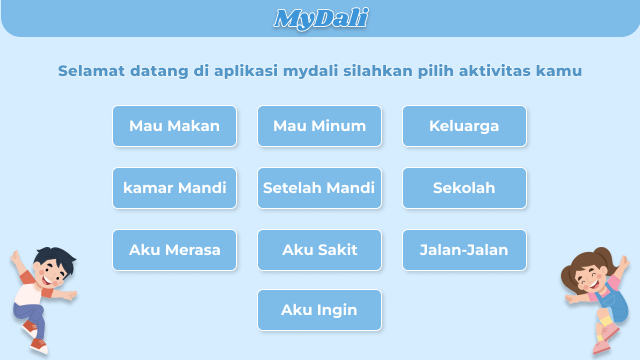 MyDali
Selamat datang di aplikasi mydali silahkan pilih aktivitas kamu
Mau Makan
Mau Minum
Keluarga
kamar Mandi
Setelah Mandi
Sekolah
Aku Merasa
Aku Sakit
Jalan-Jalan
Aku Ingin